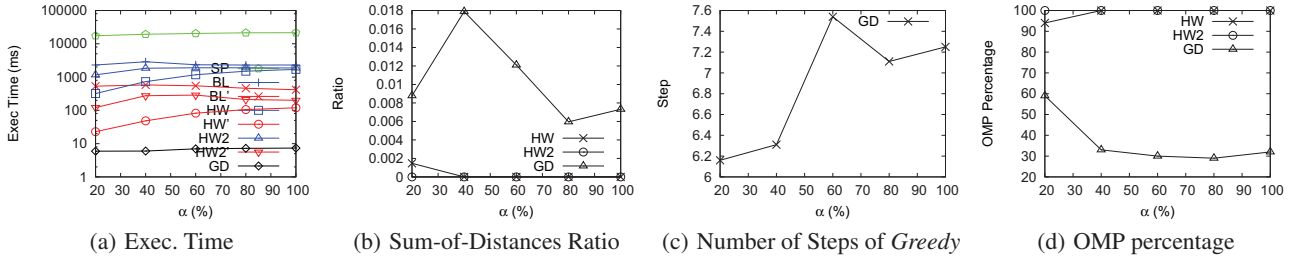 100000
10000
1000
100
10
1
Exec Time (ms)
SP
BL
BL'
HW
HW'
HW2
HW2'
GD
20 30 40 50 60 70 80 90 100
α (%)
(a) Exec. Time
0.018
0.016
0.014
0.012
0.01
0.008
0.006
0.004
0.002
0
Ratio
HW
HW2
GD
20 30 40 50 60 70 80 90 100
α (%)
(b) Sum-of-Distances Ratio
7.6
7.4
7.2
7
6.8
6.6
6.4
6.2
6
Step
GD
20 30 40 50 60 70 80 90 100
α (%)
(c) Number of Steps of Greedy
100
90
80
70
60
50
40
30
20
OMP Percentage
HW
HW2
GD
20 30 40 50 60 70 80 90 100
α (%)
(d) OMP percentage